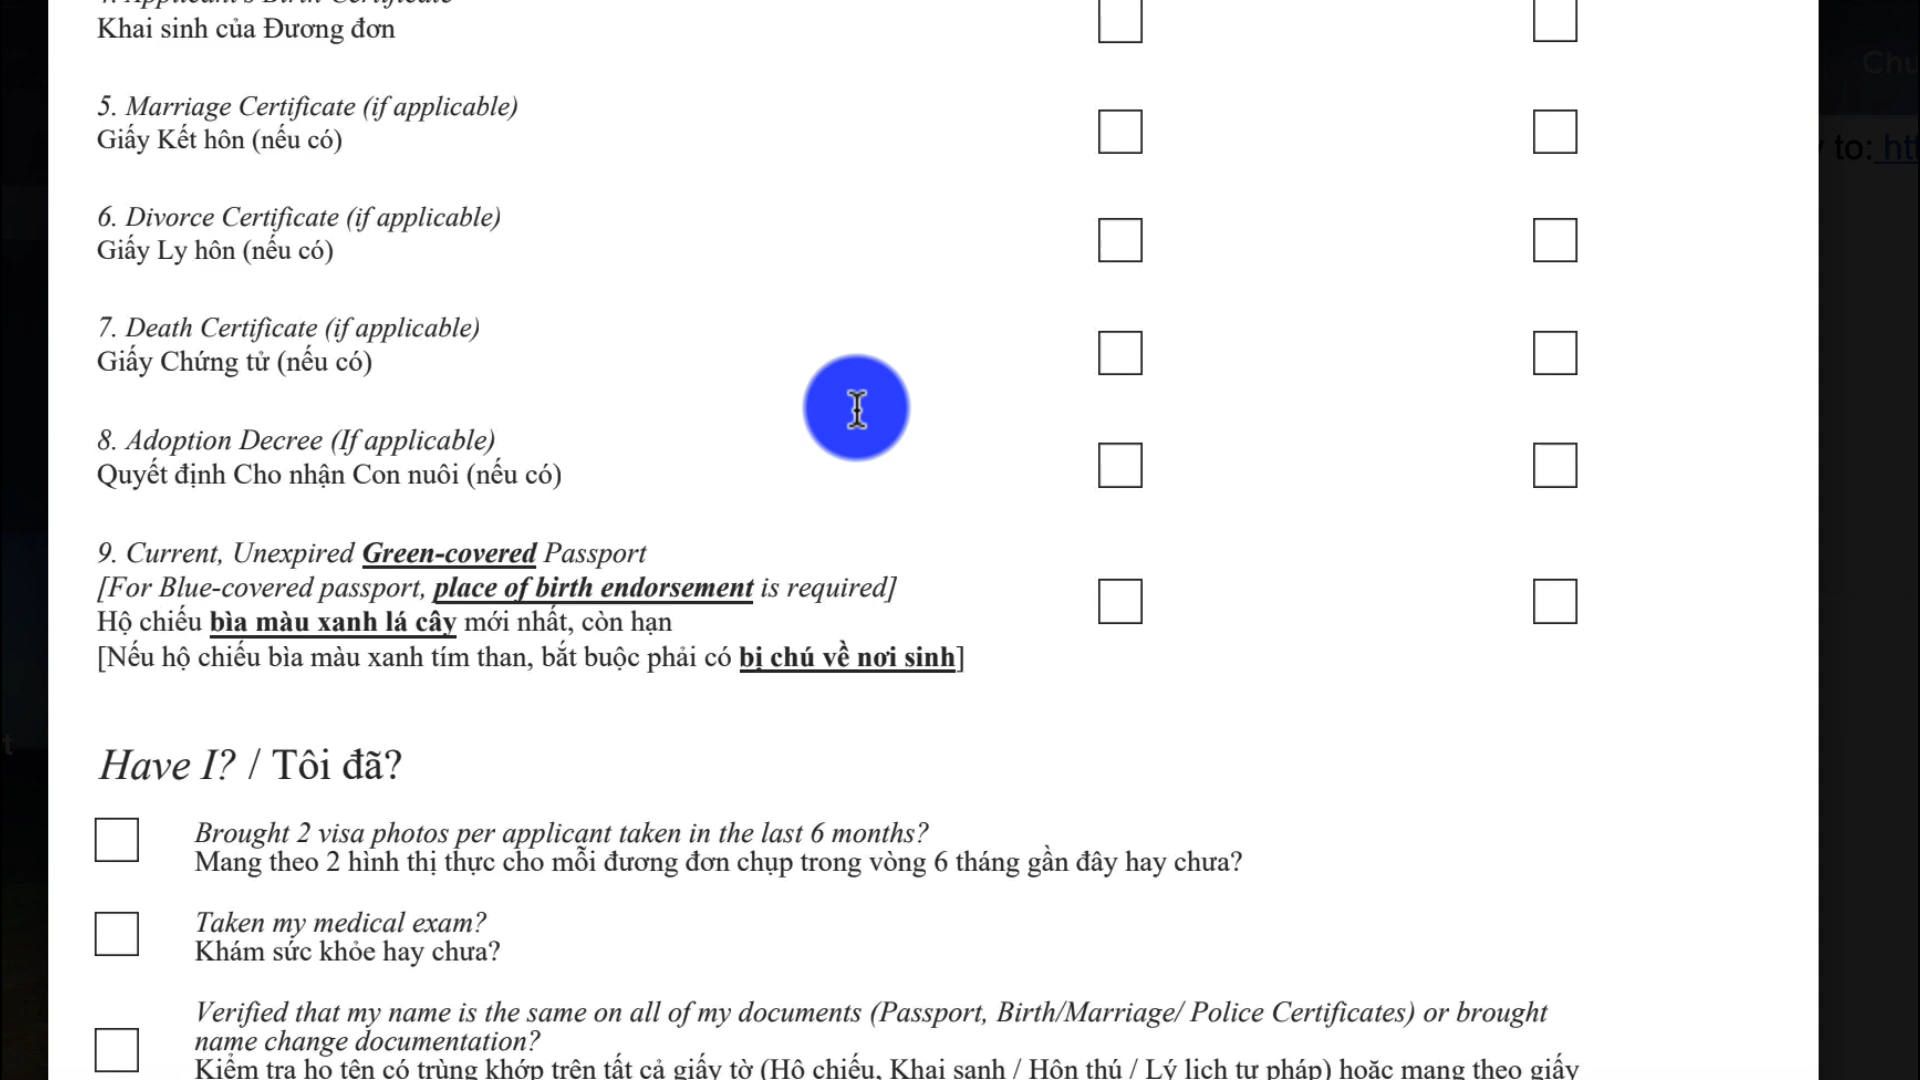 4. Applicant's Birth Certificate
Khai sinh của Đương đơn
Chu
5. Marriage Certificate (if applicable)
Giấy Kết hôn (nếu có)
to: ht
6. Divorce Certificate (if applicable)
Giấy Ly hôn (nếu có)
7. Death Certificate (if applicable)
Giấy Chứng tử (nếu có)
8. Adoption Decree (If applicable)
Quyết định Cho nhận Con nuôi (nếu có)
9. Current, Unexpired Green-covered Passport
[For Blue-covered passport, place of birth endorsement is required]
Hộ chiếu bìa màu xanh lá cây mới nhất, còn hạn
[Nếu hộ chiếu bìa màu xanh tím than, bắt buộc phải có bị chú về nơi sinh]
t
Have I? / Tôi đã?
Brought 2 visa photos per applicant taken in the last 6 months?
Mang theo 2 hình thị thực cho mỗi đương đơn chụp trong vòng 6 tháng gần đây hay chưa?
Taken my medical exam?
Khám sức khỏe hay chưa?
Verified that my name is the same on all of my documents (Passport, Birth/Marriage/ Police Certificates) or brought
name change documentation?
Kiểm tra họ tên có trùng khớp trên tất cả giấy tờ (Hộ chiếu, Khai sanh / Hôn thú / Lý lịch tư pháp) hoặc mang theo giấy